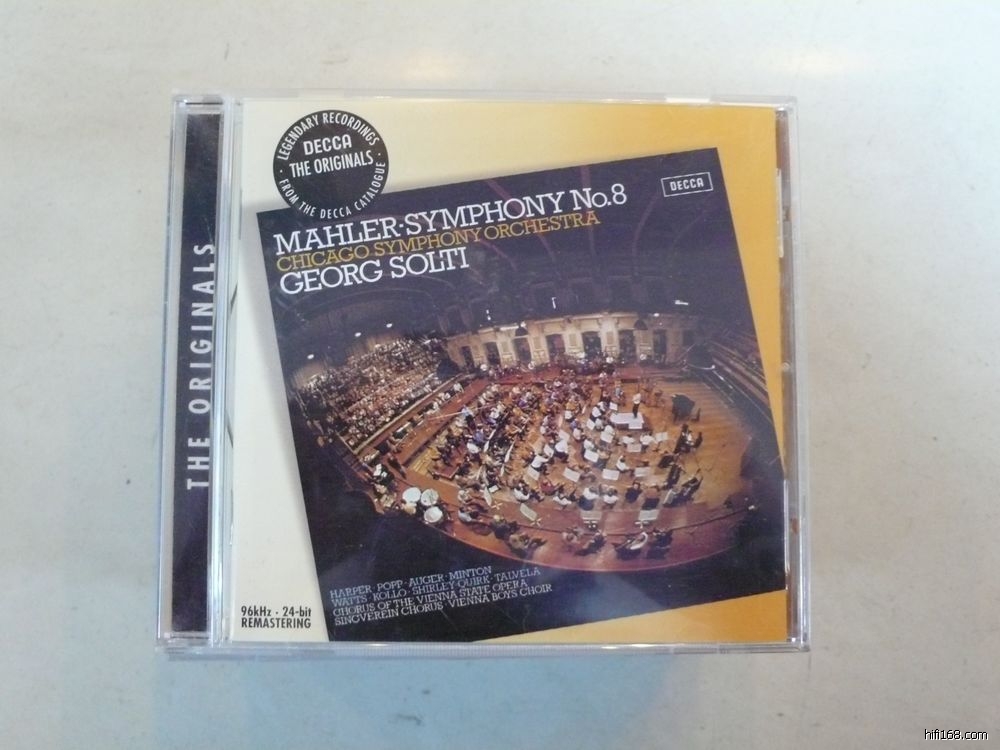 LEGENDARY RECORDINGS
DECCA
THE ORIGINALS
FROM THE DECCA CATALOGUE
DECCA
MAHLER·SYMPHONY No.8
CHICAGO SYMPHONY ORCHESTRA
GEORG SOLTI
THE ORIGINALS
HARPER · POPP · AUGER · MINTON
WATTS · KOLLO · SHIRLEY-QUIRK · TALVELA
CHORUS OF THE VIENNA STATE OPERA
SINGVEREIN CHORUS · VIENNA BOYS CHOIR
96kHz · 24-bit
REMASTERING
hifi168.com